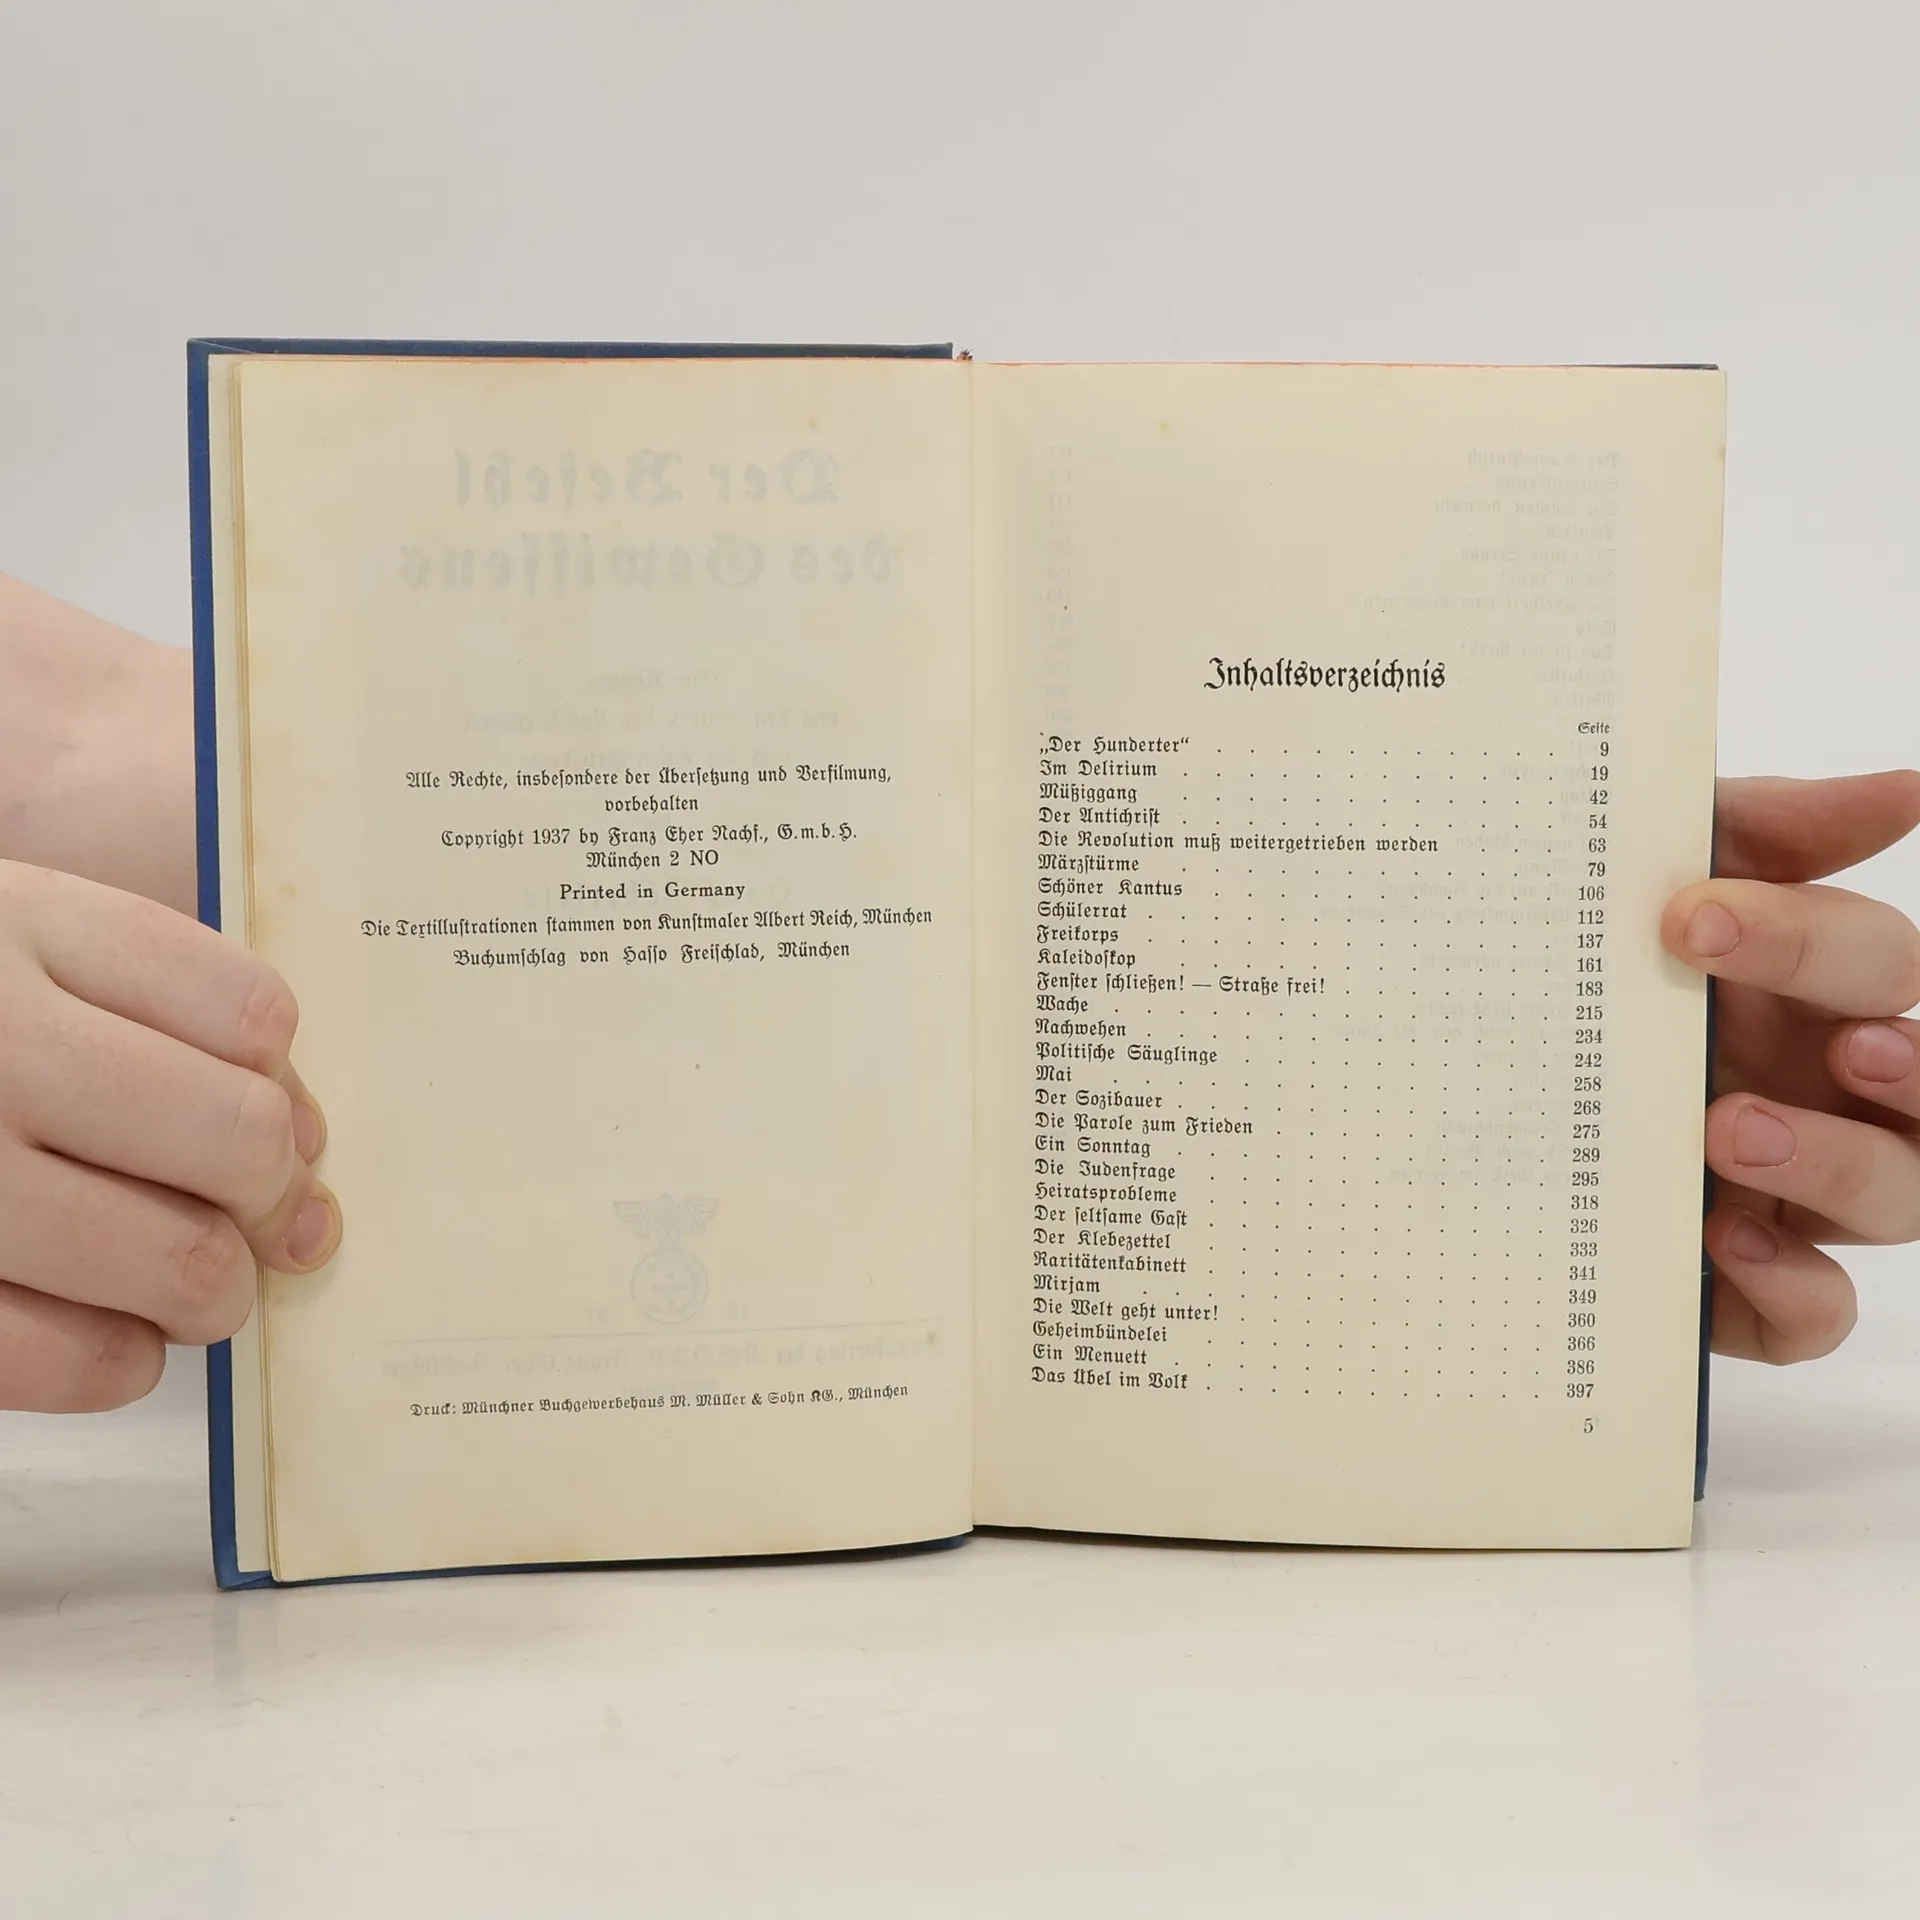 Alle Rechte, insbesondere der Übersetzung und Verfilmung,
vorbehalten
Copyright 1937 by Franz Eher Nachf., G.m.b.H.
München 2 NO
Printed in Germany
Die Textillustrationen stammen von Kunstmaler Albert Reich, München
Buchumschlag von Hasso Freischlad, München
Druck: Münchner Buchgewerbehaus M. Müller & Sohn KG., München
Inhaltsverzeichnis
Seite
„Der Hunderter“ . . . . . . . . . . . 9
Im Delirium . . . . . . . . . . . . 19
Müßiggang . . . . . . . . . . . . 42
Der Antichrist . . . . . . . . . . . . 54
Die Revolution muß weitergetrieben werden . . . 63
Märzstürme . . . . . . . . . . . . 79
Schöner Kantus . . . . . . . . . . . 106
Schülerrat . . . . . . . . . . . . . 112
Freikorps . . . . . . . . . . . . . 137
Kaleidoskop . . . . . . . . . . . . 161
Fenster schließen! — Straße frei! . . . . . . . 183
Wache . . . . . . . . . . . . . . 215
Nachwehen . . . . . . . . . . . . . 234
Politische Säuglinge . . . . . . . . . . 242
Mai . . . . . . . . . . . . . . 258
Der Sozibauer . . . . . . . . . . . . 268
Die Parole zum Frieden . . . . . . . . . 275
Ein Sonntag . . . . . . . . . . . . 289
Die Judenfrage . . . . . . . . . . . 295
Heiratsprobleme . . . . . . . . . . . 318
Der seltsame Gast . . . . . . . . . . . 326
Der Klebezettel . . . . . . . . . . . 333
Raritätenkabinett . . . . . . . . . . . 341
Mirjam . . . . . . . . . . . . . 349
Die Welt geht unter! . . . . . . . . . . 360
Geheimbündelei . . . . . . . . . . . 366
Ein Menuett . . . . . . . . . . . . 386
Das Übel im Volk . . . . . . . . . . . 397
5